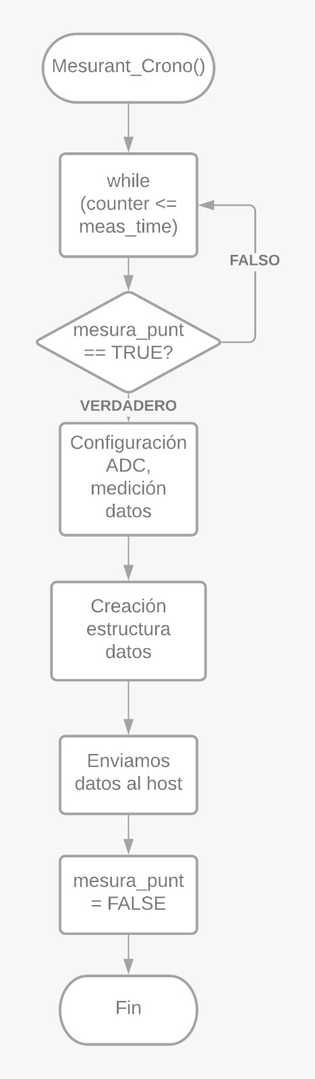 Mesurant_Crono()
while
(counter <=
meas_time)
FALSO
mesura_punt
== TRUE?
VERDADERO
Configuración
ADC,
medición
datos
Creación
estructura
datos
Enviamos
datos al host
mesura_punt
= FALSE
Fin